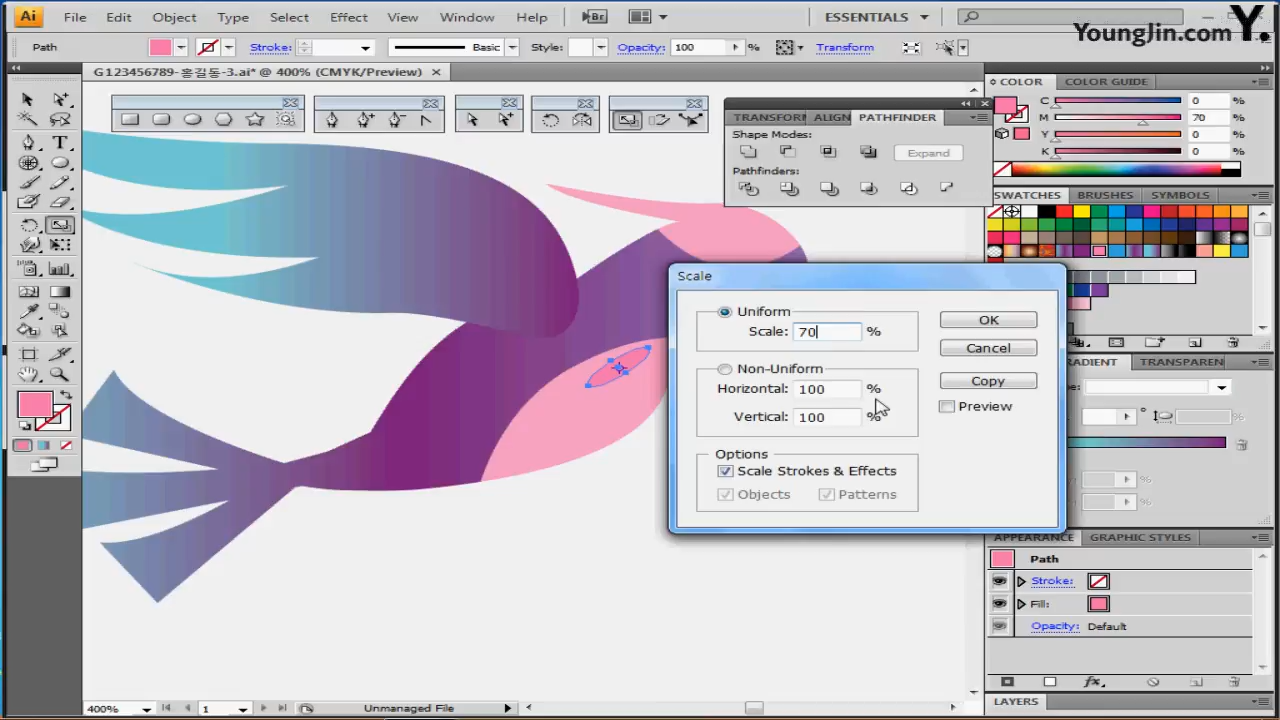 Ai File Edit Object Type Select Effect View Window Help Br ESSENTIALS
YoungJin.com Y.
Path Stroke: Basic Style: Opacity: 100 % Transform
G123456789-홍길동-3.ai* @ 400% (CMYK/Preview)
COLOR COLOR GUIDE
C 0 %
M 70 %
Y 0 %
K 0 %
TRANSFORM ALIGN PATHFINDER
Shape Modes:
Expand
Pathfinders:
SWATCHES BRUSHES SYMBOLS
Scale
Uniform
Scale: 70 %
Non-Uniform
Horizontal: 100 %
Vertical: 100 %
Options
Scale Strokes & Effects
Objects Patterns
OK
Cancel
Copy
Preview
RADIENT TRANSPAREN
APPEARANCE GRAPHIC STYLES
Path
Stroke:
Fill:
Opacity: Default
fx
LAYERS
400% 1 Unmanaged File